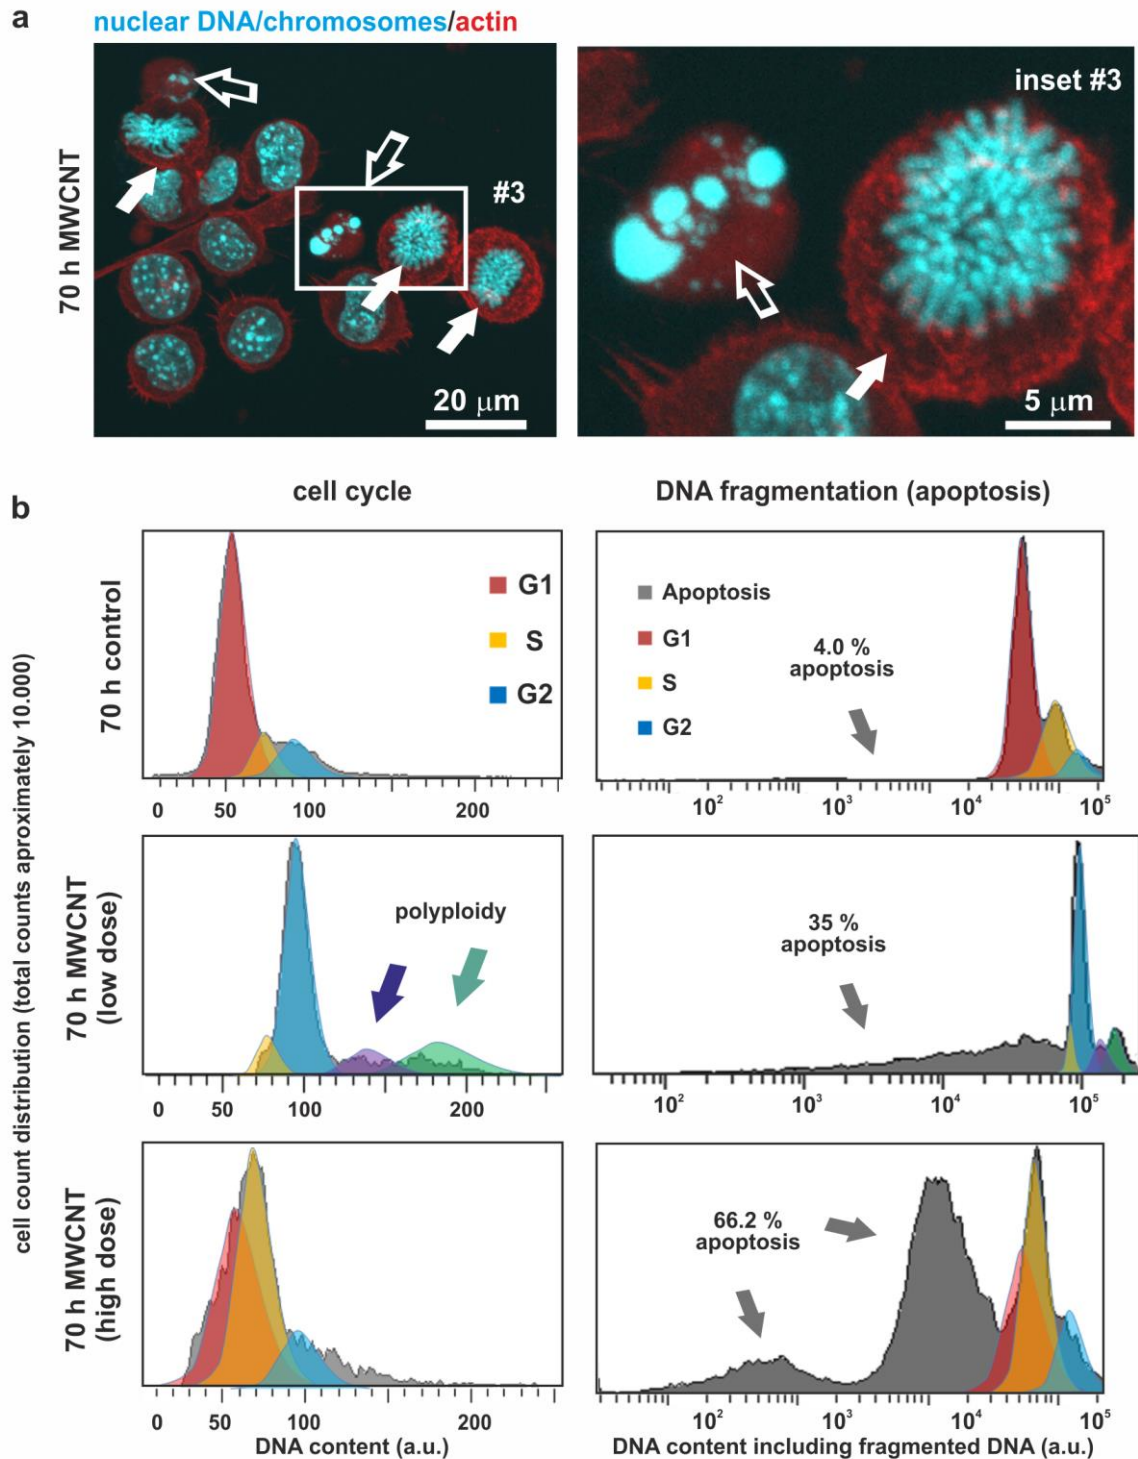 a
nuclear DNA/chromosomes/actin
70 h MWCNT
#3
20 μm
inset #3
5 μm
b
cell cycle
DNA fragmentation (apoptosis)
cell count distribution (total counts aproximately 10.000)
70 h control
G1
S
G2
0 50 100 200
Apoptosis
G1
S
G2
4.0 %
apoptosis
10² 10³ 10⁴ 10⁵
70 h MWCNT
(low dose)
polyploidy
0 50 100 200
35 %
apoptosis
10² 10³ 10⁴ 10⁵
70 h MWCNT
(high dose)
0 50 100 200
DNA content (a.u.)
66.2 %
apoptosis
10² 10³ 10⁴ 10⁵
DNA content including fragmented DNA (a.u.)